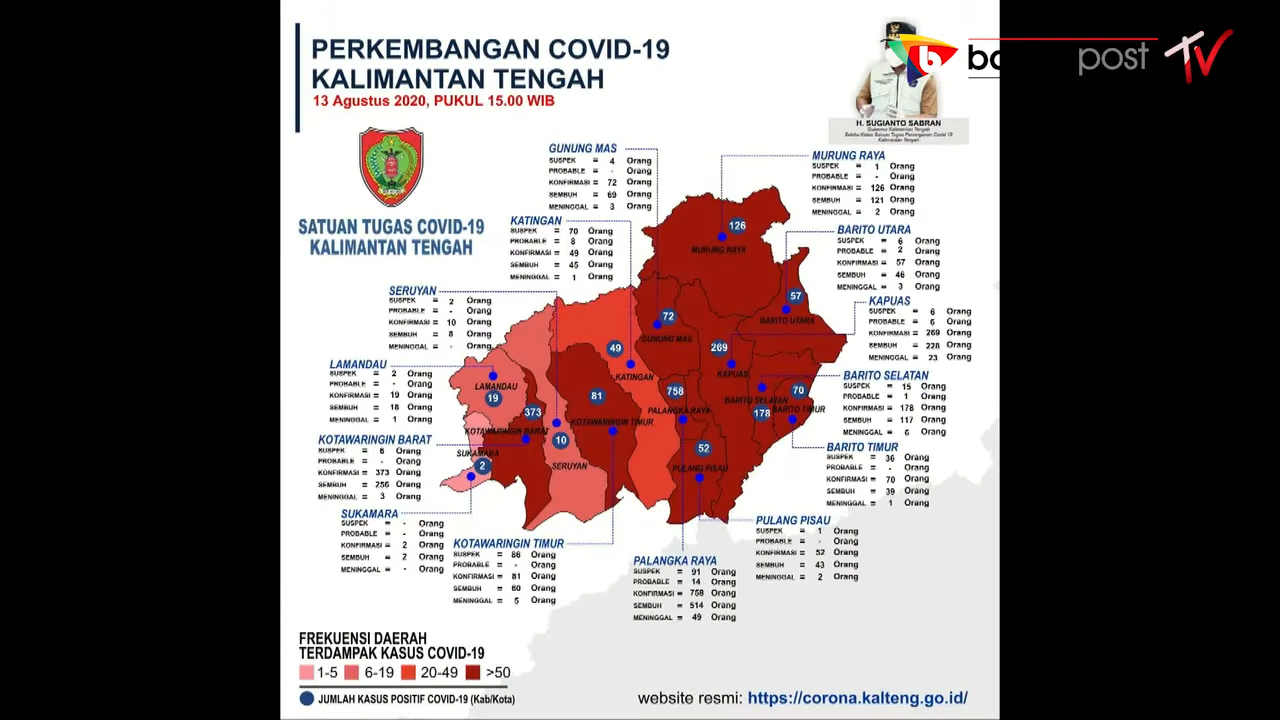 PERKEMBANGAN COVID-19
KALIMANTAN TENGAH
13 Agustus 2020, PUKUL 15.00 WIB
b
post TV
H. SUGIANTO SABRAN
Gubernur Kalimantan Tengah
Kalimantan Tengah
SATUAN TUGAS COVID-19
KALIMANTAN TENGAH
GUNUNG MAS
SUSPEK = 4 Orang
PROBABLE = - Orang
KONFIRMASI = 72 Orang
SEMBUH = 69 Orang
MENINGGAL = 3 Orang
MURUNG RAYA
SUSPEK = 1 Orang
PROBABLE = - Orang
KONFIRMASI = 126 Orang
SEMBUH = 121 Orang
MENINGGAL = 2 Orang
KATINGAN
SUSPEK = 70 Orang
PROBABLE = 8 Orang
KONFIRMASI = 49 Orang
SEMBUH = 45 Orang
MENINGGAL = 1 Orang
BARITO UTARA
SUSPEK = 6 Orang
PROBABLE = 2 Orang
KONFIRMASI = 57 Orang
SEMBUH = 46 Orang
MENINGGAL = 3 Orang
SERUYAN
SUSPEK = 2 Orang
PROBABLE = - Orang
KONFIRMASI = 10 Orang
SEMBUH = 8 Orang
MENINGGAL = - Orang
KAPUAS
SUSPEK = 6 Orang
PROBABLE = 6 Orang
KONFIRMASI = 269 Orang
SEMBUH = 228 Orang
MENINGGAL = 23 Orang
LAMANDAU
SUSPEK = 2 Orang
PROBABLE = - Orang
KONFIRMASI = 19 Orang
SEMBUH = 18 Orang
MENINGGAL = 1 Orang
BARITO SELATAN
SUSPEK = 15 Orang
PROBABLE = 1 Orang
KONFIRMASI = 178 Orang
SEMBUH = 117 Orang
MENINGGAL = 6 Orang
KOTAWARINGIN BARAT
SUSPEK = 6 Orang
PROBABLE = - Orang
KONFIRMASI = 373 Orang
SEMBUH = 256 Orang
MENINGGAL = 3 Orang
BARITO TIMUR
SUSPEK = 36 Orang
PROBABLE = - Orang
KONFIRMASI = 70 Orang
SEMBUH = 39 Orang
MENINGGAL = 1 Orang
SUKAMARA
SUSPEK = - Orang
PROBABLE = - Orang
KONFIRMASI = 2 Orang
SEMBUH = 2 Orang
MENINGGAL = - Orang
KOTAWARINGIN TIMUR
SUSPEK = 86 Orang
PROBABLE = - Orang
KONFIRMASI = 81 Orang
SEMBUH = 60 Orang
MENINGGAL = 5 Orang
PALANGKA RAYA
SUSPEK = 91 Orang
PROBABLE = 14 Orang
KONFIRMASI = 758 Orang
SEMBUH = 514 Orang
MENINGGAL = 49 Orang
PULANG PISAU
SUSPEK = 1 Orang
PROBABLE = - Orang
KONFIRMASI = 52 Orang
SEMBUH = 43 Orang
MENINGGAL = 2 Orang
126
MURUNG RAYA
57
BARITO UTARA
72
GUNUNG MAS
269
KAPUAS
49
KATINGAN
LAMANDAU
19
81
KOTAWARINGIN TIMUR
758
PALANGKA RAYA
BARITO SELATAN
178
70
BARITO TIMUR
373
KOTAWARINGIN BARAT
10
SERUYAN
SUKAMARA
2
52
PULANG PISAU
FREKUENSI DAERAH
TERDAMPAK KASUS COVID-19
1-5 6-19 20-49 >50
JUMLAH KASUS POSITIF COVID-19 (Kab/Kota)
website resmi: https://corona.kalteng.go.id/